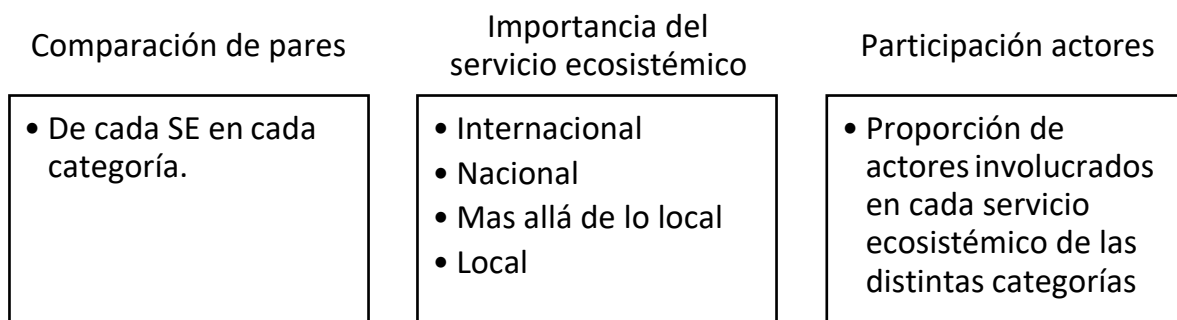 Comparación de pares
• De cada SE en cada
categoría.
Importancia del
servicio ecosistémico
• Internacional
• Nacional
• Mas allá de lo local
• Local
Participación actores
• Proporción de
actores involucrados
en cada servicio
ecosistémico de las
distintas categorías